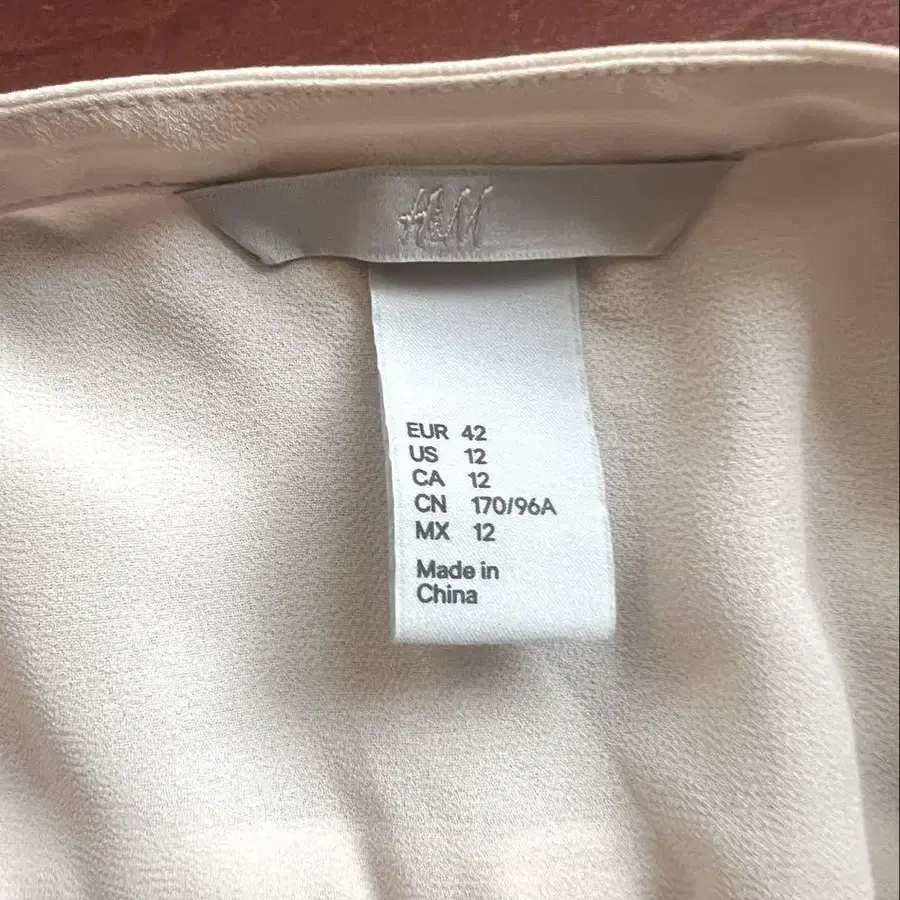 H&M
EUR 42
US 12
CA 12
CN 170/96A
MX 12
Made in
China